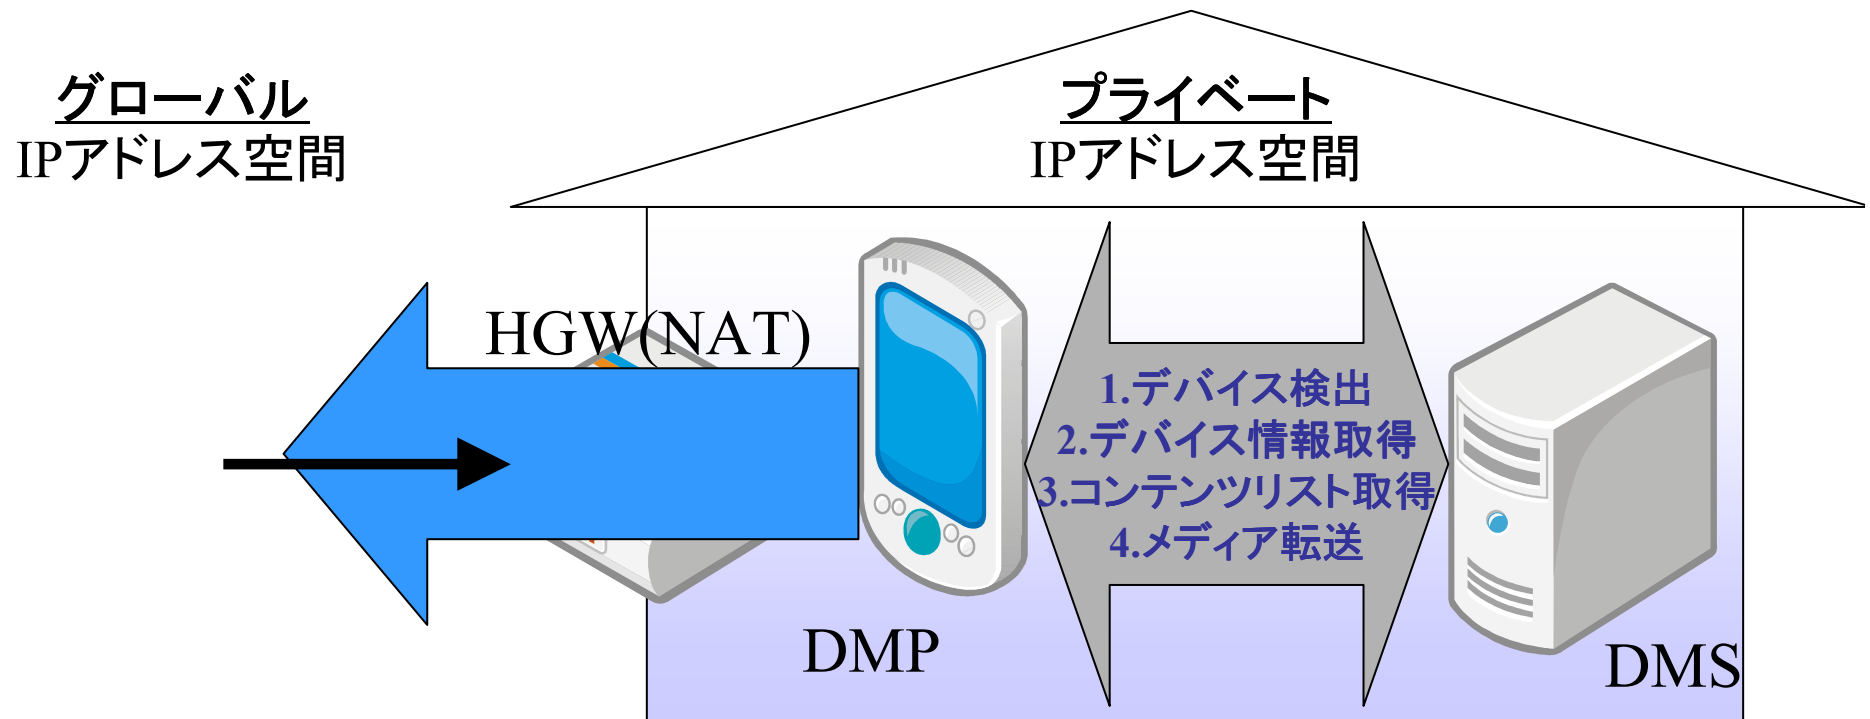 グローバル
IPアドレス空間
プライベート
IPアドレス空間
HGW(NAT)
1.デバイス検出
2.デバイス情報取得
3.コンテンツリスト取得
4.メディア転送
DMP
DMS